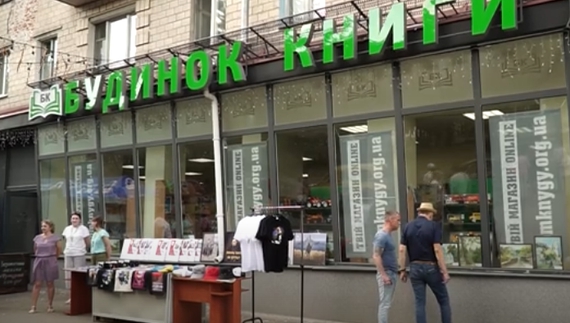 БК
БУДИНОК КНИГИ
ТВІЙ МАГАЗИН ONLINE
mknygy.org.ua
ТВІЙ МАГАЗИН ONLINE
mknygy.org.ua